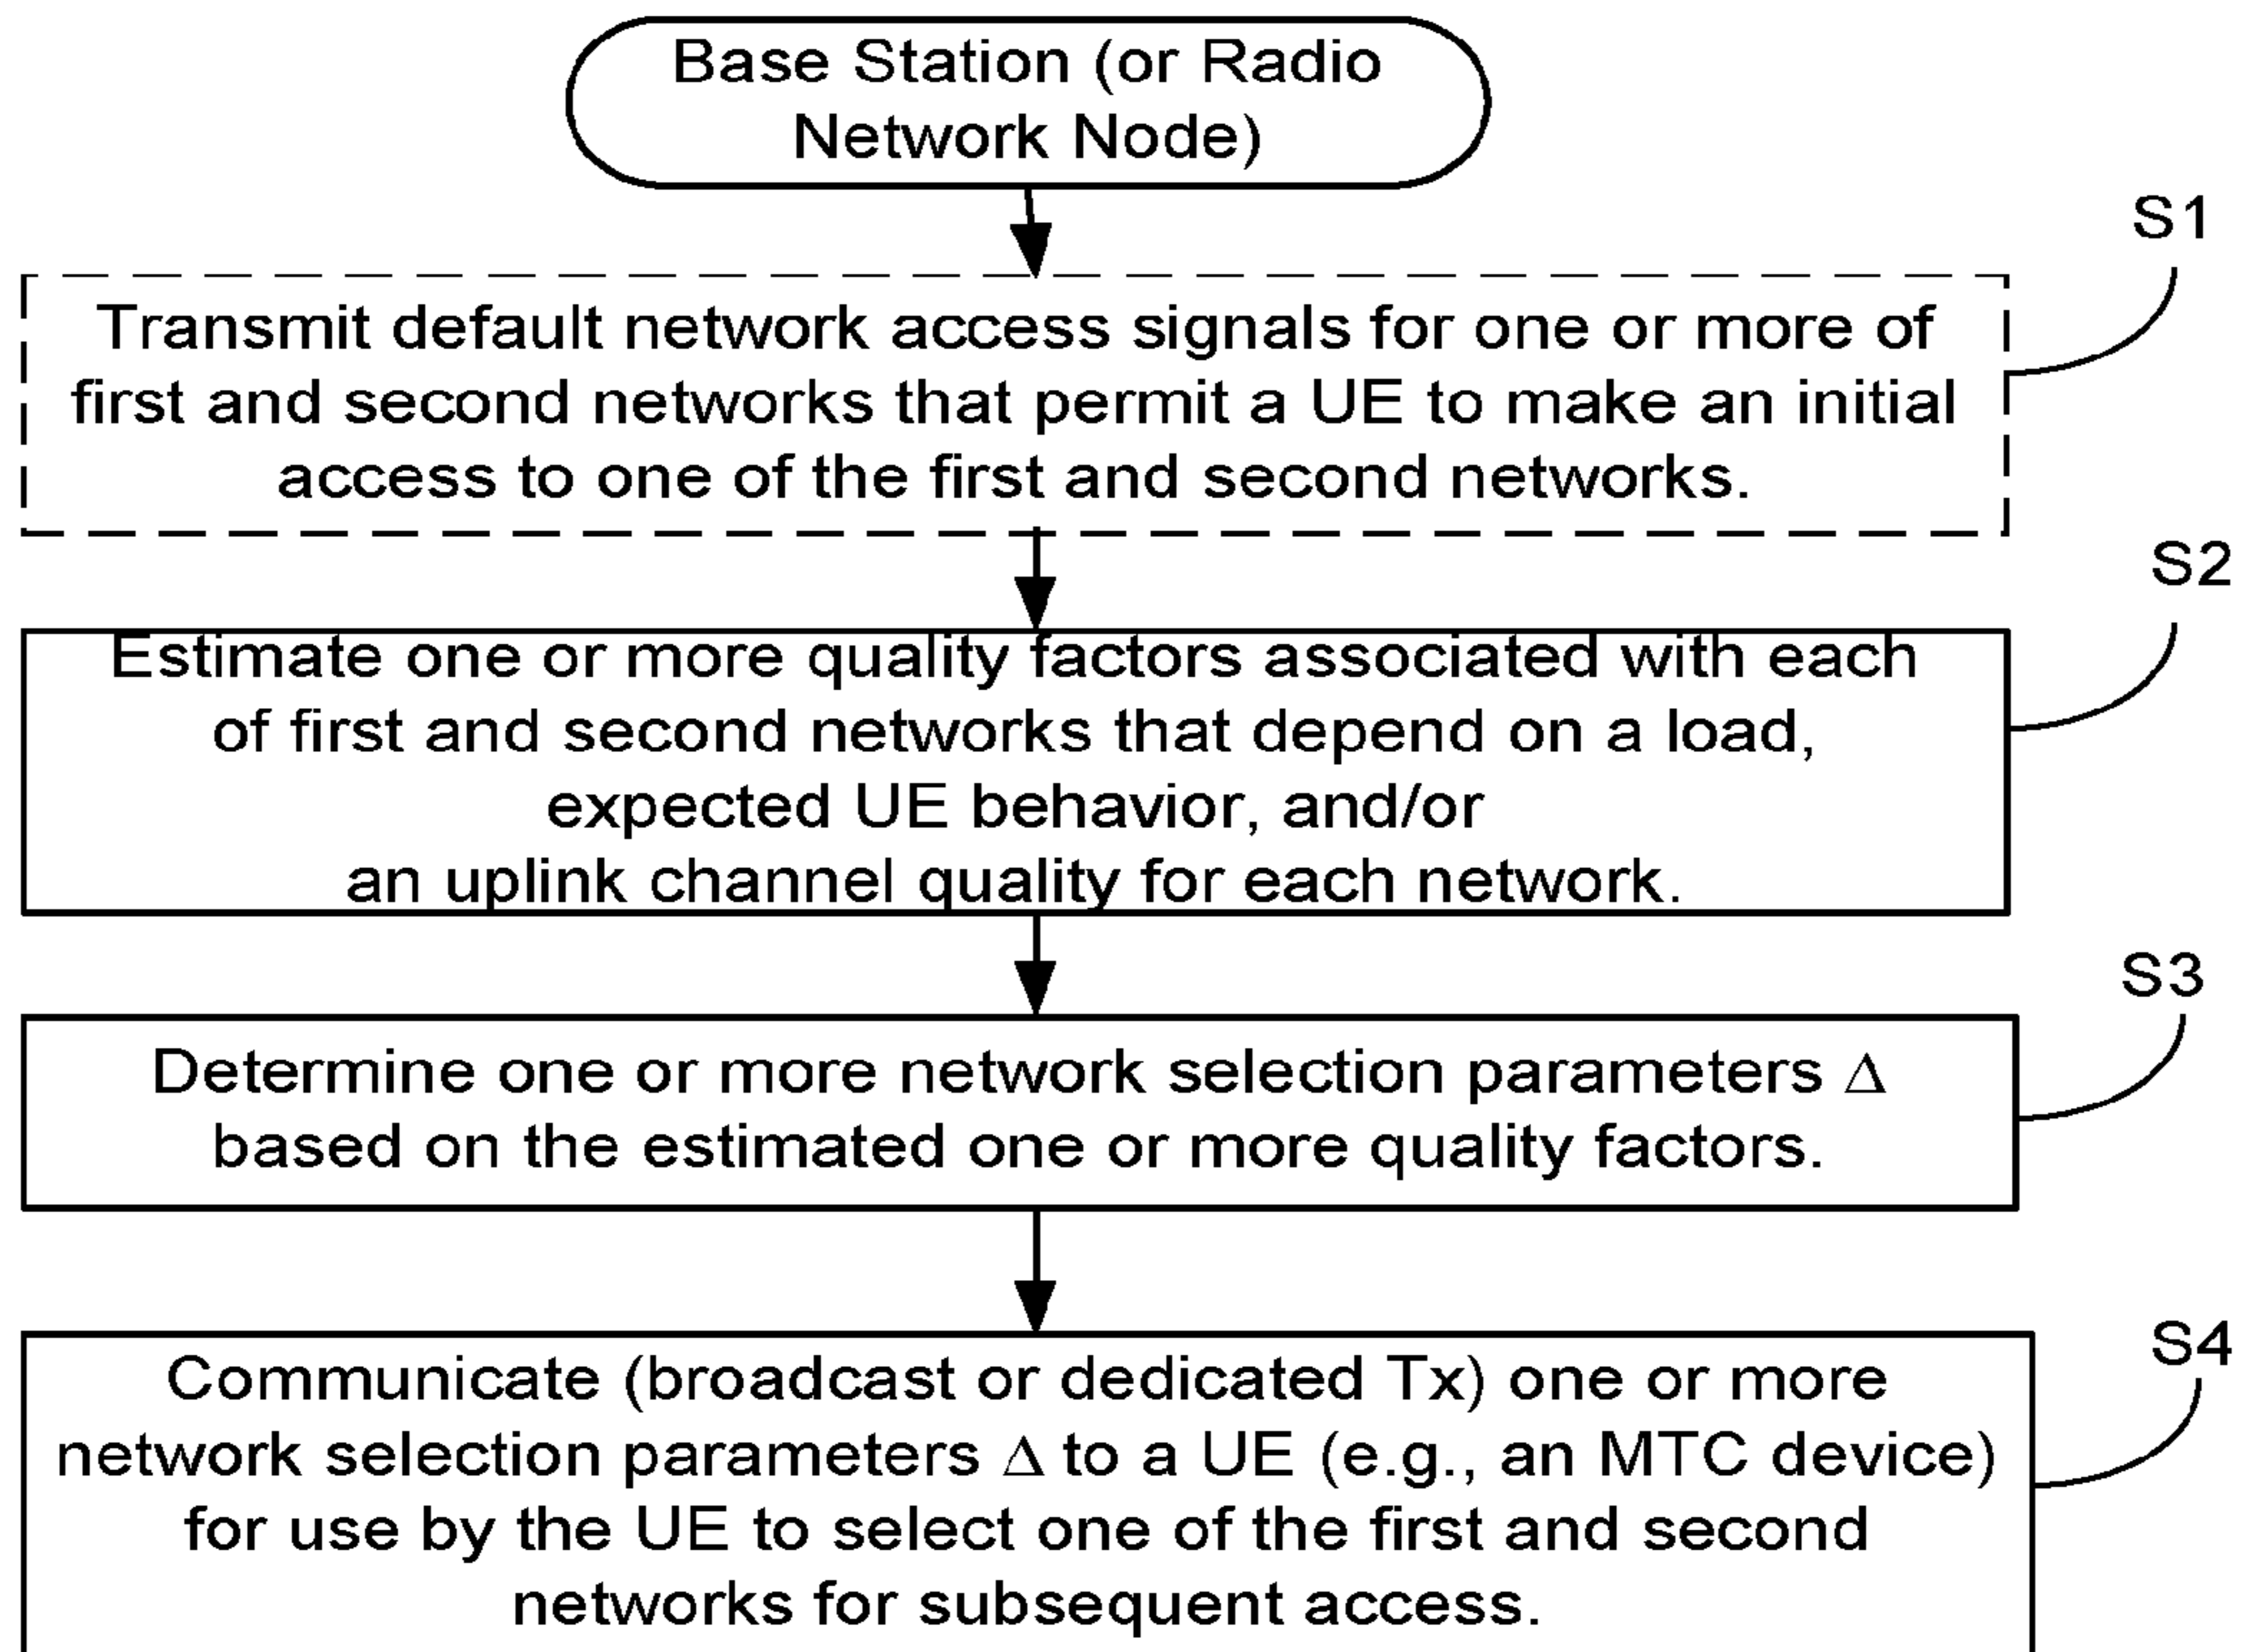 Base Station (or Radio
Network Node)
S1
Transmit default network access signals for one or more of
first and second networks that permit a UE to make an initial
access to one of the first and second networks.
S2
Estimate one or more quality factors associated with each
of first and second networks that depend on a load,
expected UE behavior, and/or
an uplink channel quality for each network.
S3
Determine one or more network selection parameters Δ
based on the estimated one or more quality factors.
S4
Communicate (broadcast or dedicated Tx) one or more
network selection parameters Δ to a UE (e.g., an MTC device)
for use by the UE to select one of the first and second
networks for subsequent access.